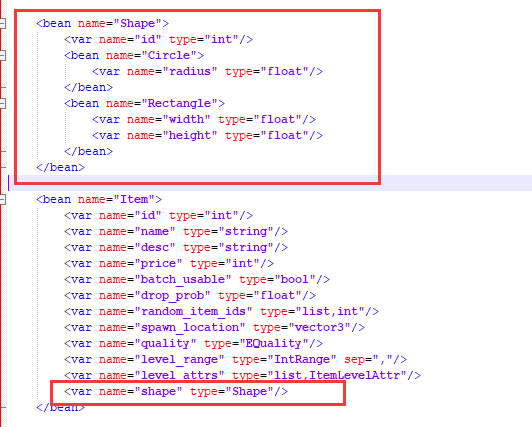 <bean name="Shape">
<var name="id" type="int"/>
<bean name="Circle">
<var name="radius" type="float"/>
</bean>
<bean name="Rectangle">
<var name="width" type="float"/>
<var name="height" type="float"/>
</bean>
</bean>
<bean name="Item">
<var name="id" type="int"/>
<var name="name" type="string"/>
<var name="desc" type="string"/>
<var name="price" type="int"/>
<var name="batch_usable" type="bool"/>
<var name="drop_prob" type="float"/>
<var name="random_item_ids" type="list,int"/>
<var name="spawn_location" type="vector3"/>
<var name="quality" type="EQuality"/>
<var name="level_range" type="IntRange" sep=","/>
<var name="level_attrs" type="list,ItemLevelAttr"/>
<var name="shape" type="Shape"/>
</bean>